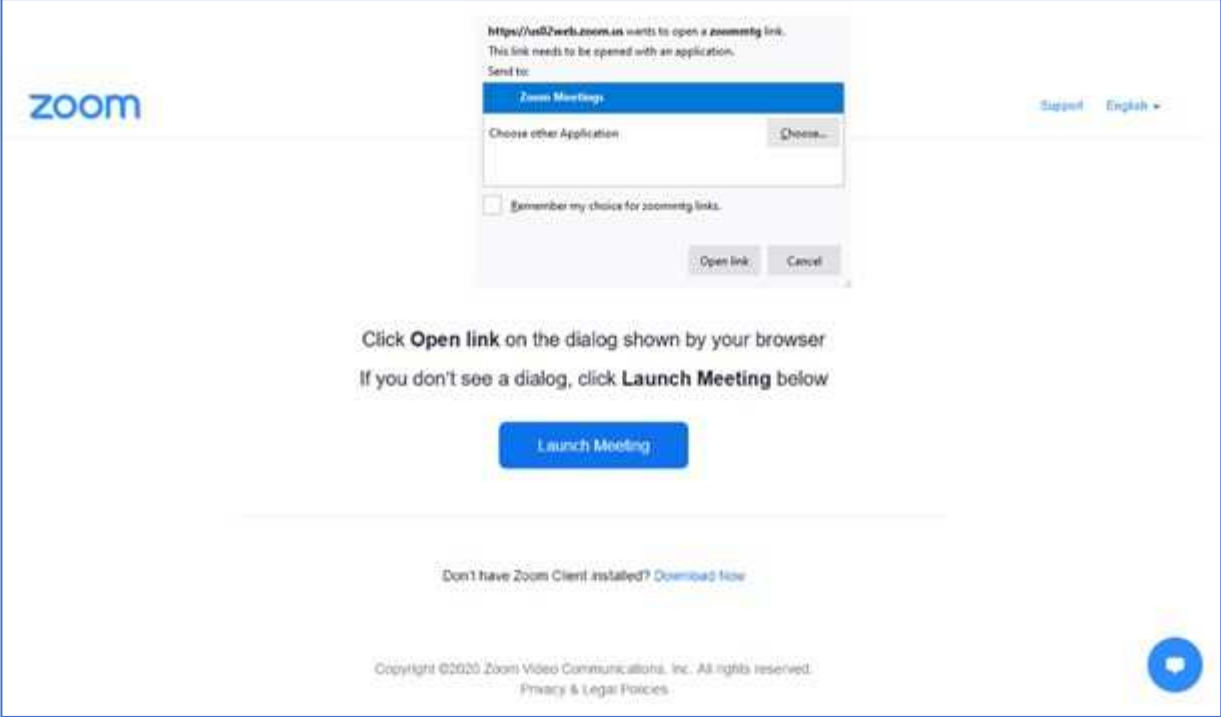 https://us02web.zoom.us wants to open a zoommtg link.
This link needs to be opened with an application.
Send to:
Zoom Meetings
zoom
Support English
Choose other Application Choose...
Remember my choice for zoommtg links.
Open link Cancel
Click Open link on the dialog shown by your browser
If you don't see a dialog, click Launch Meeting below
Launch Meeting
Don't have Zoom Client installed? Download Now
Copyright ©2020 Zoom Video Communications, Inc. All rights reserved.
Privacy & Legal Policies